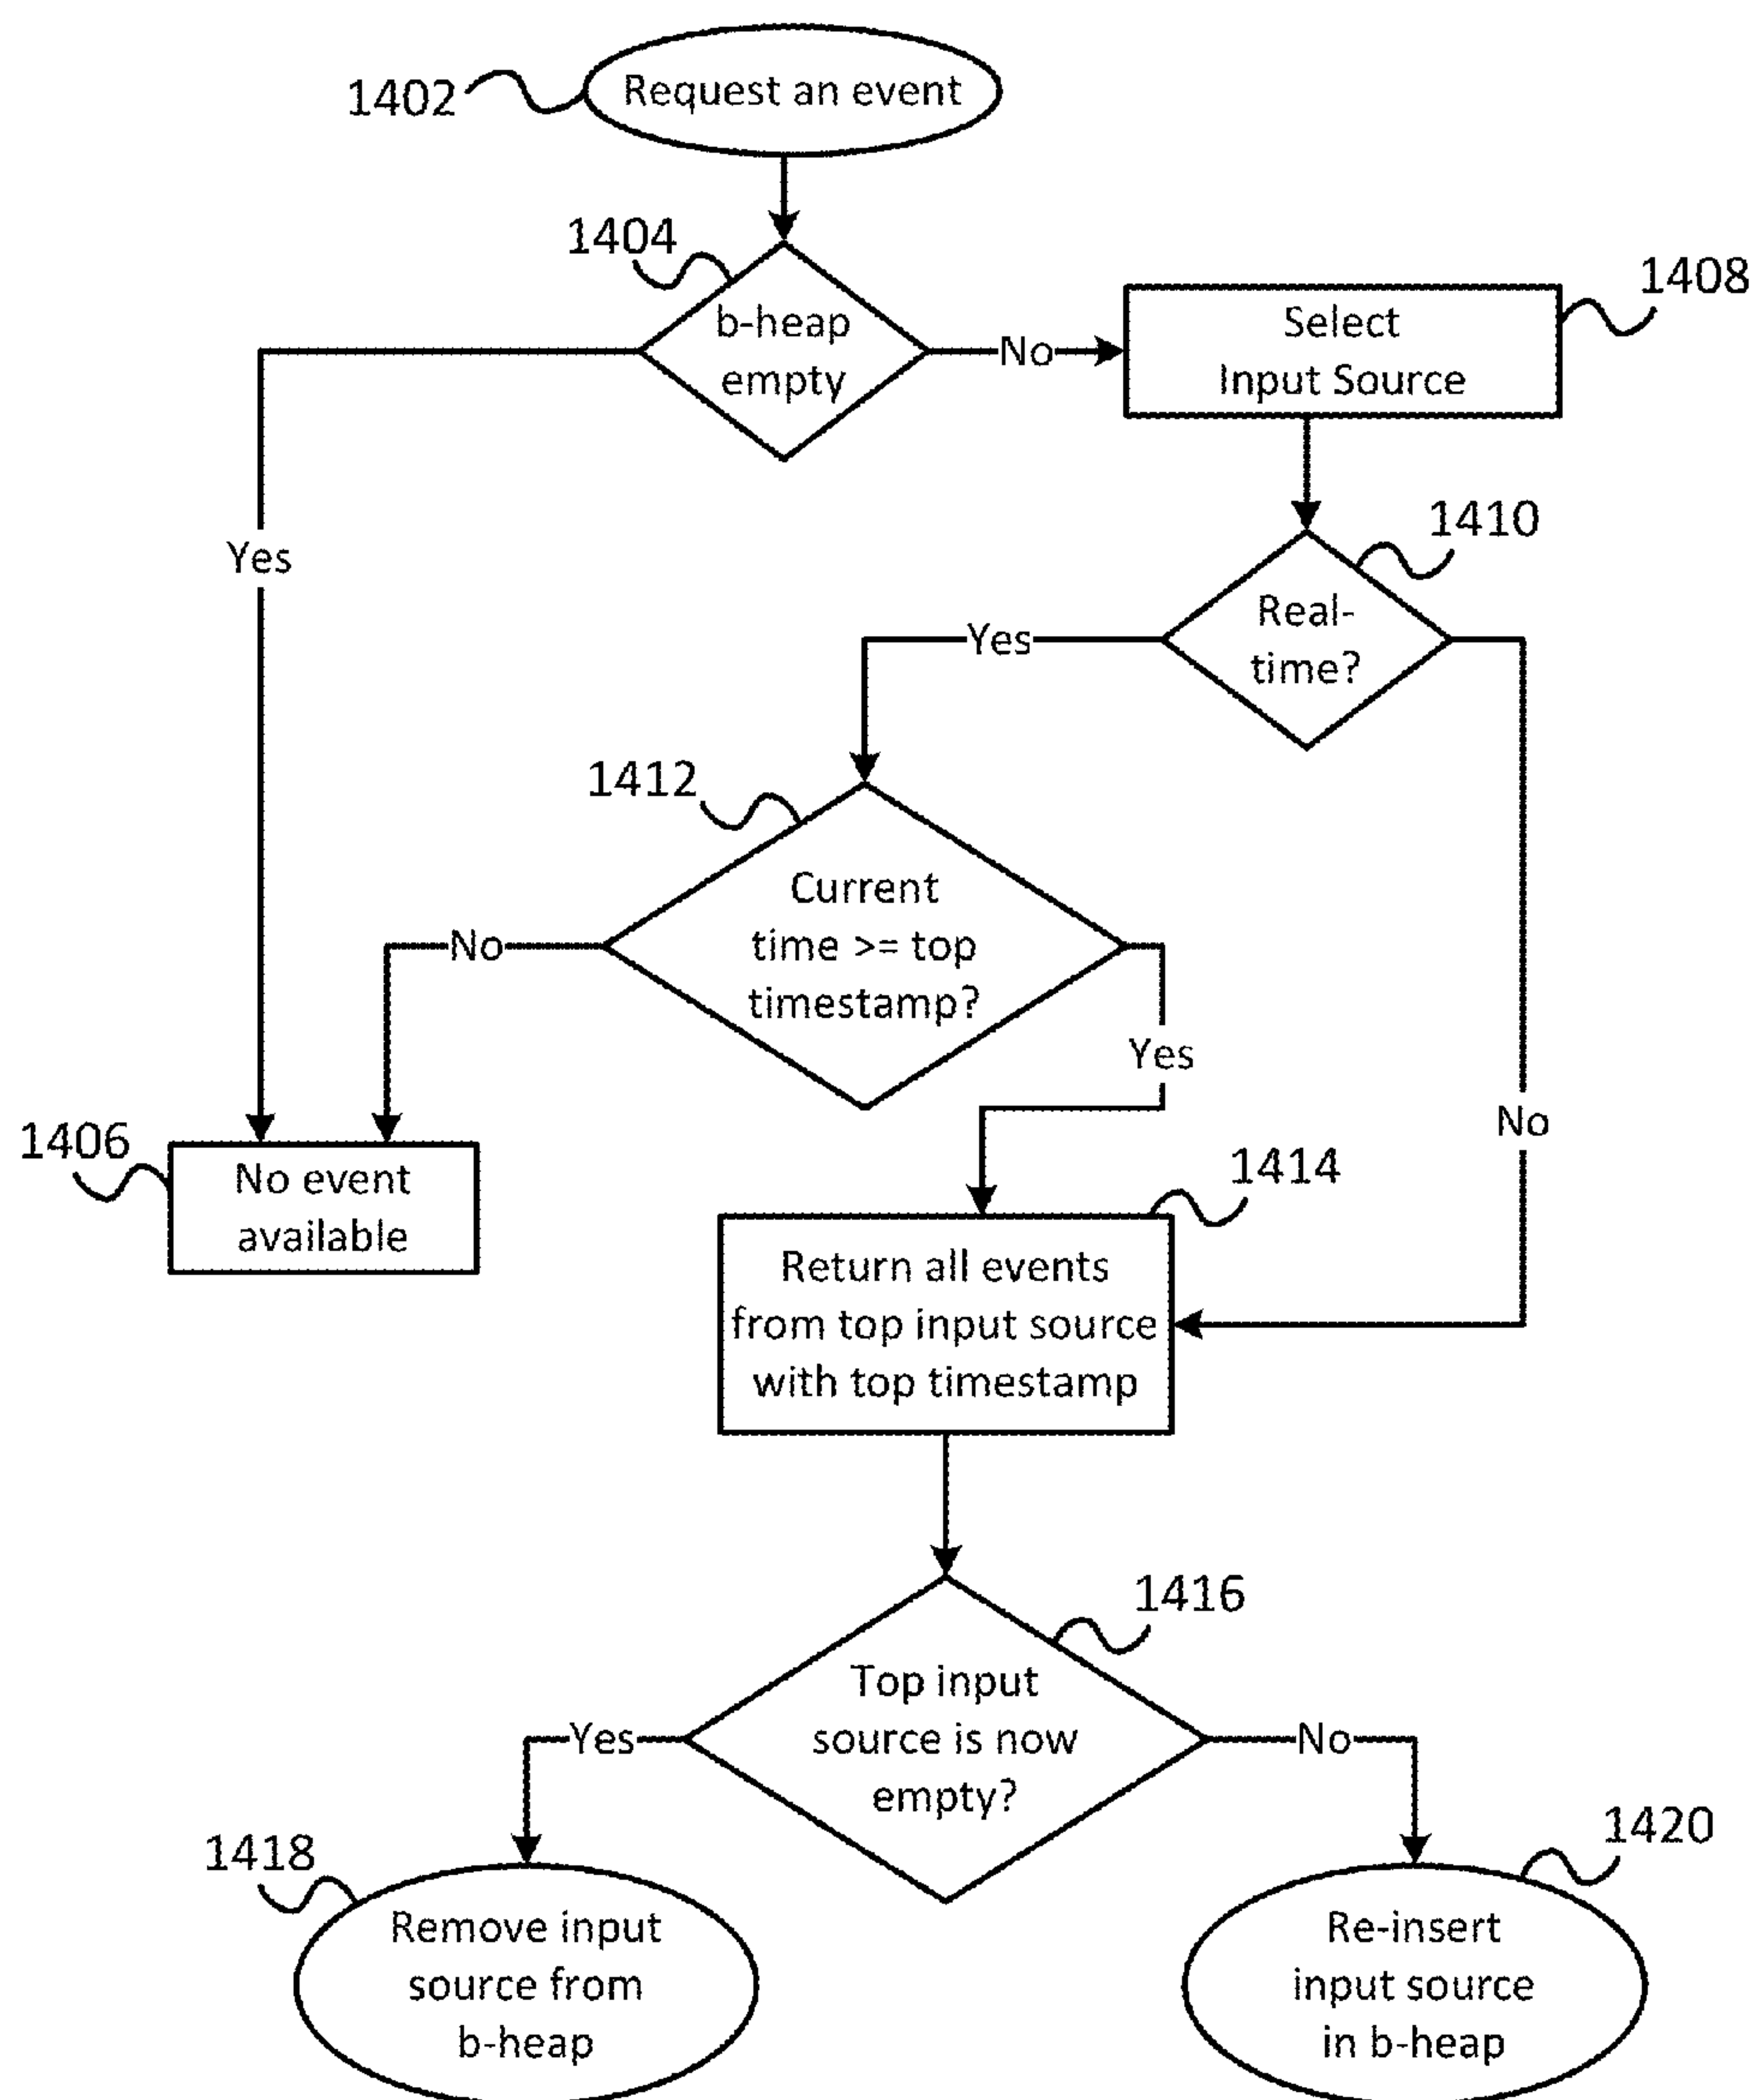 1402
Request an event
1404
b-heap
empty
No
Select
Input Source
1408
Yes
1410
Real-
time?
Yes
No
1412
Current
time >= top
timestamp?
No
Yes
1406
No event
available
1414
Return all events
from top input source
with top timestamp
1416
Top input
source is now
empty?
Yes
No
1418
Remove input
source from
b-heap
1420
Re-insert
input source
in b-heap